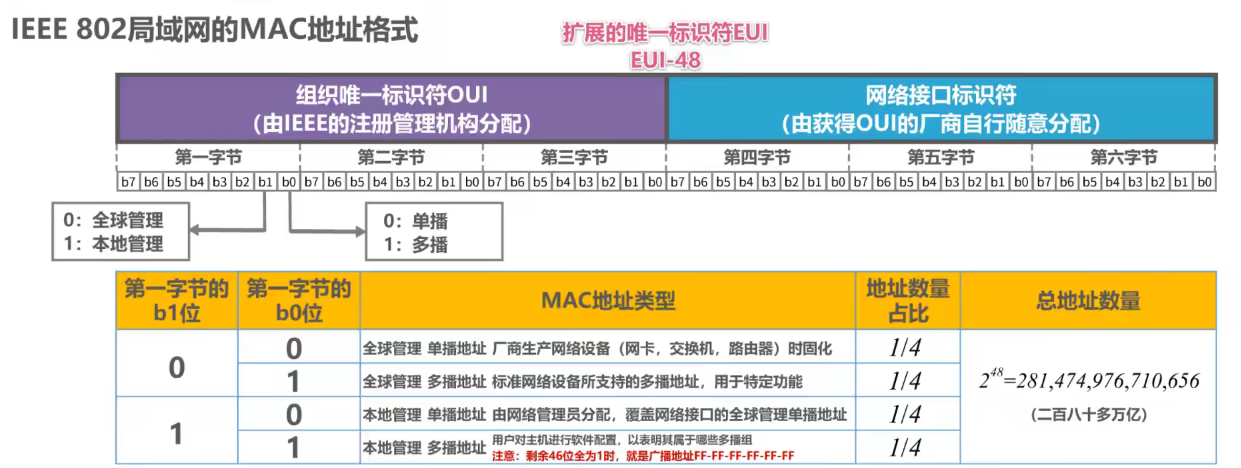 IEEE 802局域网的MAC地址格式
扩展的唯一标识符EUI
EUI-48
组织唯一标识符OUI
(由IEEE的注册管理机构分配)
网络接口标识符
(由获得OUI的厂商自行随意分配)
第一字节 第二字节 第三字节 第四字节 第五字节 第六字节
b7 b6 b5 b4 b3 b2 b1 b0 b7 b6 b5 b4 b3 b2 b1 b0 b7 b6 b5 b4 b3 b2 b1 b0 b7 b6 b5 b4 b3 b2 b1 b0 b7 b6 b5 b4 b3 b2 b1 b0 b7 b6 b5 b4 b3 b2 b1 b0
0：全球管理
1：本地管理
0：单播
1：多播
第一字节的
b1位
第一字节的
b0位
MAC地址类型
地址数量
占比
总地址数量
0
0
全球管理 单播地址 厂商生产网络设备（网卡，交换机，路由器）时固化
1/4
1
全球管理 多播地址 标准网络设备所支持的多播地址，用于特定功能
1/4
1
0
本地管理 单播地址 由网络管理员分配，覆盖网络接口的全球管理单播地址
1/4
1
本地管理 多播地址
用户对主机进行软件配置，以表明其属于哪些多播组
注意：剩余46位全为1时，就是广播地址FF-FF-FF-FF-FF-FF
1/4
2^48=281,474,976,710,656
（二百八十多万亿）